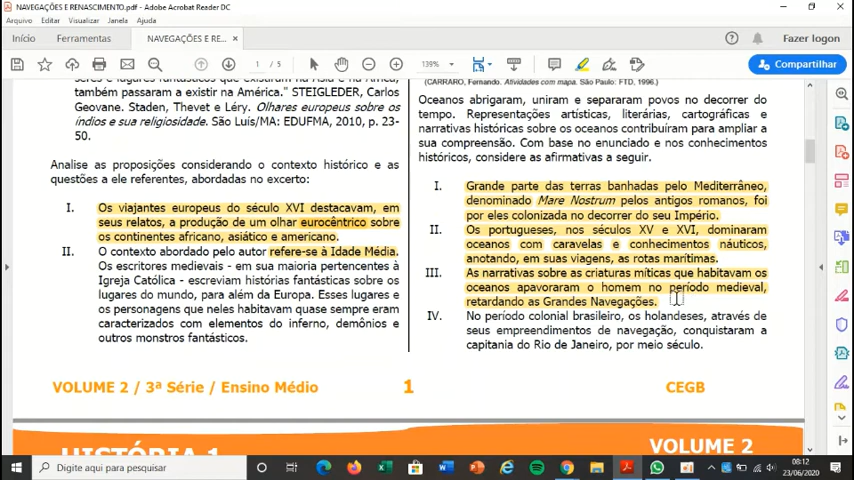 NAVEGAÇÕES E RENASCIMENTO.pdf - Adobe Acrobat Reader DC
Arquivo Editar Visualizar Janela Ajuda
Início Ferramentas NAVEGAÇÕES E RE... × Fazer logon
1 / 5 139% Compartilhar
seres e lugares fantásticos que existiriam na Ásia e na África,
também passaram a existir na América." STEIGLEDER, Carlos
Geovane. Staden, Thevet e Léry. Olhares europeus sobre os
índios e sua religiosidade. São Luís/MA: EDUFMA, 2010, p. 23-
50.
Analise as proposições considerando o contexto histórico e as
questões a ele referentes, abordadas no excerto:
I. Os viajantes europeus do século XVI destacavam, em
seus relatos, a produção de um olhar eurocêntrico sobre
os continentes africano, asiático e americano.
II. O contexto abordado pelo autor refere-se à Idade Média.
Os escritores medievais - em sua maioria pertencentes à
Igreja Católica - escreviam histórias fantásticas sobre os
lugares do mundo, para além da Europa. Esses lugares e
os personagens que neles habitavam quase sempre eram
caracterizados com elementos do inferno, demônios e
outros monstros fantásticos.
(CARRARO, Fernando. Atividades com mapa. São Paulo: FTD, 1996.)
Oceanos abrigaram, uniram e separaram povos no decorrer do
tempo. Representações artísticas, literárias, cartográficas e
narrativas históricas sobre os oceanos contribuíram para ampliar a
sua compreensão. Com base no enunciado e nos conhecimentos
históricos, considere as afirmativas a seguir.
I. Grande parte das terras banhadas pelo Mediterrâneo,
denominado Mare Nostrum pelos antigos romanos, foi
por eles colonizada no decorrer do seu Império.
II. Os portugueses, nos séculos XV e XVI, dominaram
oceanos com caravelas e conhecimentos náuticos,
anotando, em suas viagens, as rotas marítimas.
III. As narrativas sobre as criaturas míticas que habitavam os
oceanos apavoraram o homem no período medieval,
retardando as Grandes Navegações.
IV. No período colonial brasileiro, os holandeses, através de
seus empreendimentos de navegação, conquistaram a
capitania do Rio de Janeiro, por meio século.
VOLUME 2 / 3ª Série / Ensino Médio 1 CEGB
HISTÓRIA 1 VOLUME 2
Digite aqui para pesquisar
08:12
23/06/2020